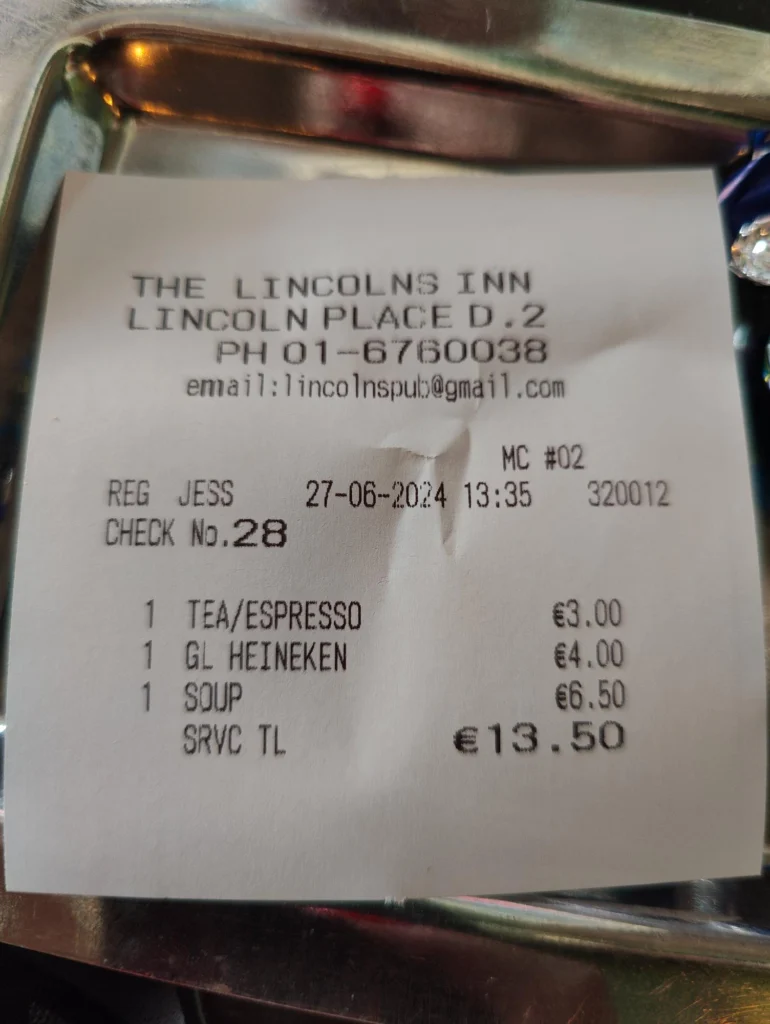 THE LINCOLNS INN
LINCOLN PLACE D.2
PH 01-6760038
email:lincolnspub@gmail.com
MC #02
REG JESS 27-06-2024 13:35 320012
CHECK No.28
1 TEA/ESPRESSO €3.00
1 GL HEINEKEN €4.00
1 SOUP €6.50
SRVC TL €13.50